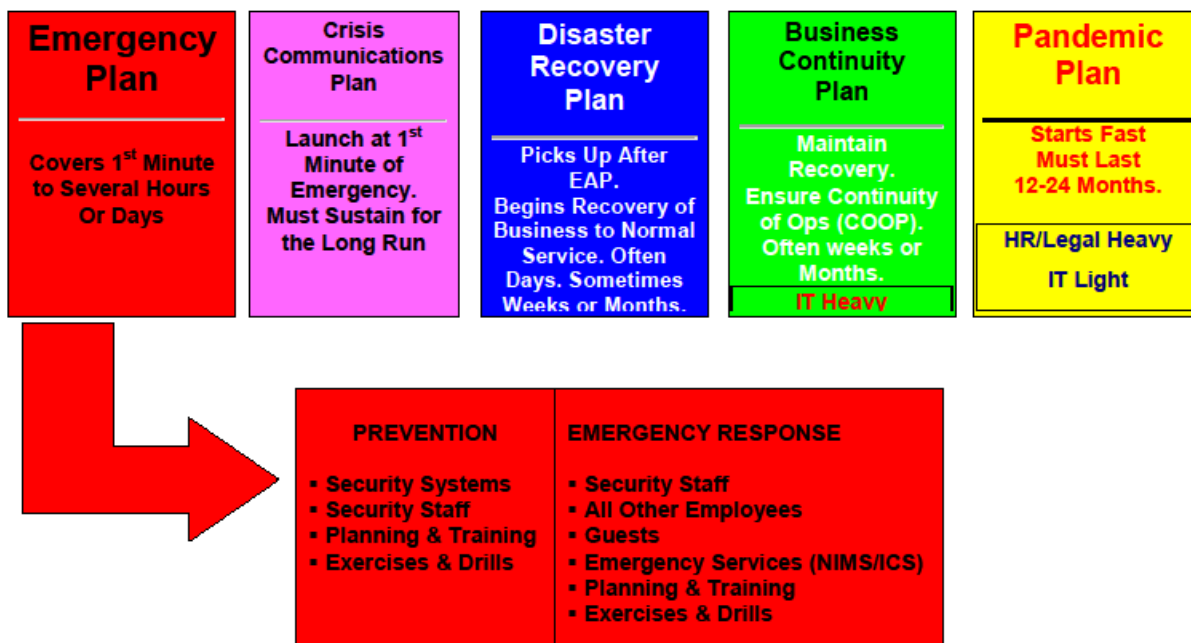 Emergency
Plan
Covers 1st Minute
to Several Hours
Or Days
Crisis
Communications
Plan
Launch at 1st
Minute of
Emergency.
Must Sustain for
the Long Run
Disaster
Recovery
Plan
Picks Up After
EAP.
Begins Recovery of
Business to Normal
Service. Often
Days. Sometimes
Weeks or Months.
Business
Continuity
Plan
Maintain
Recovery.
Ensure Continuity
of Ops (COOP).
Often weeks or
Months.
IT Heavy
Pandemic
Plan
Starts Fast
Must Last
12-24 Months.
HR/Legal Heavy
IT Light
PREVENTION
▪ Security Systems
▪ Security Staff
▪ Planning & Training
▪ Exercises & Drills
EMERGENCY RESPONSE
▪ Security Staff
▪ All Other Employees
▪ Guests
▪ Emergency Services (NIMS/ICS)
▪ Planning & Training
▪ Exercises & Drills